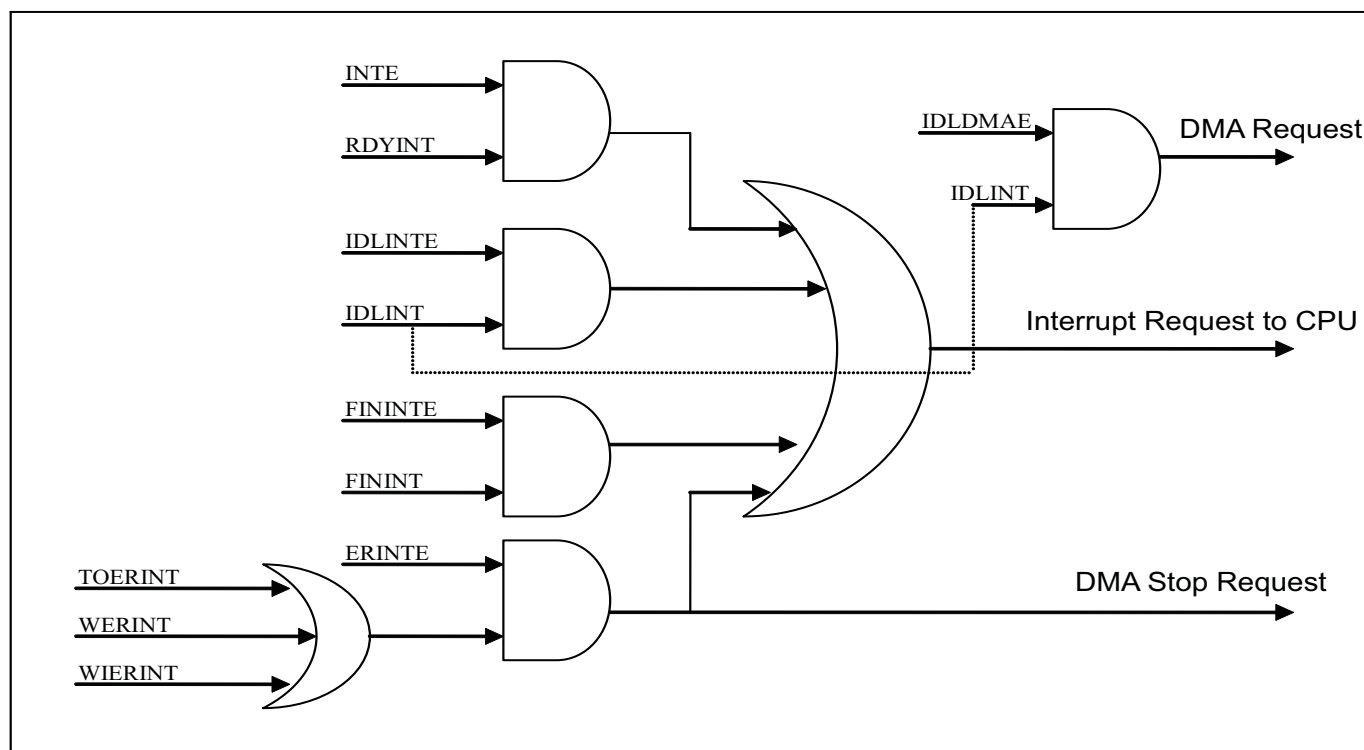 INTE
RDYINT
IDLDMAE
DMA Request
IDLINT
IDLINTE
IDLINT
Interrupt Request to CPU
FININTE
FININT
ERINTE
TOERINT
DMA Stop Request
WERINT
WIERINT